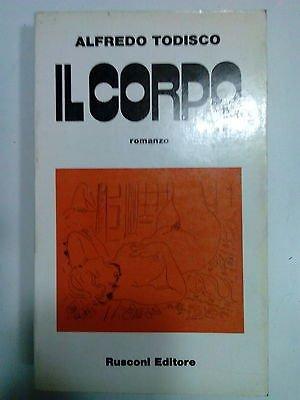 ALFREDO TODISCO
IL CORPO
romanzo
Rusconi Editore